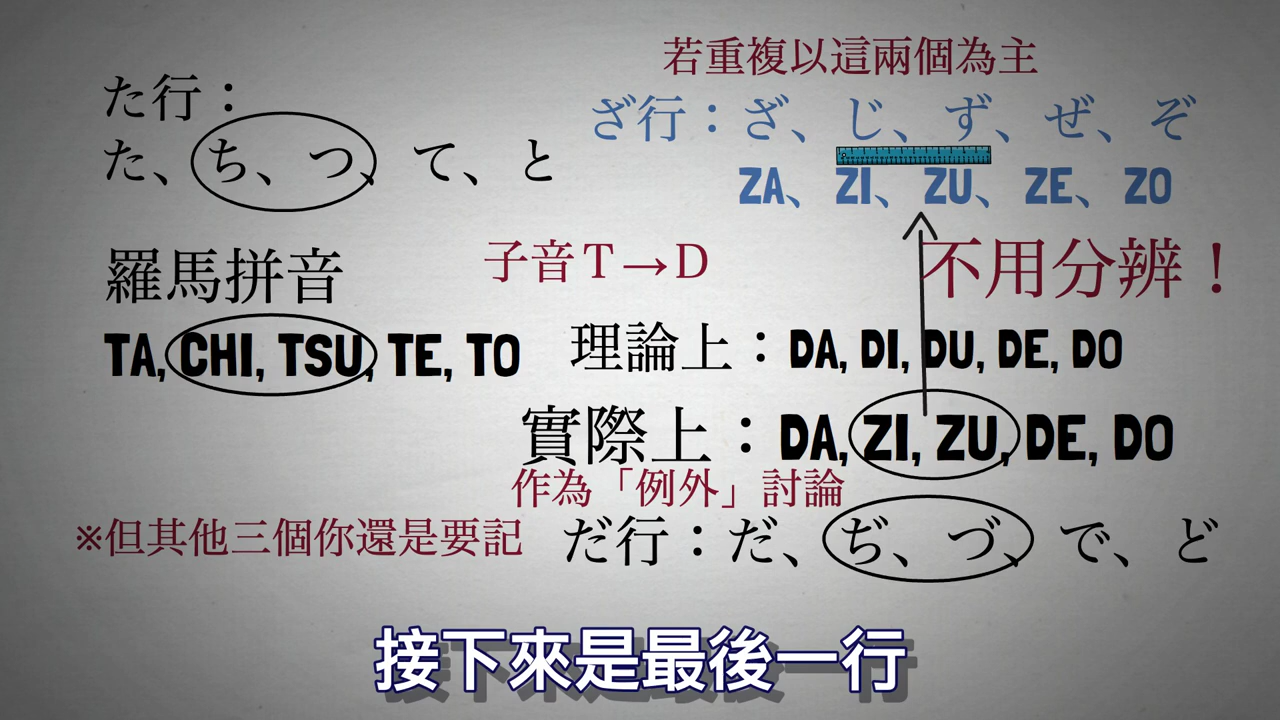 た行：
た、ち、つ、て、と
羅馬拼音
TA, CHI, TSU, TE, TO
若重複以這兩個為主
ざ行：ざ、じ、ず、ぜ、ぞ
ZA、ZI、ZU、ZE、ZO
子音T→D
不用分辨！
理論上：DA, DI, DU, DE, DO
實際上：DA, ZI, ZU, DE, DO
作為「例外」討論
※但其他三個你還是要記
だ行：だ、ぢ、づ、で、ど
接下來是最後一行